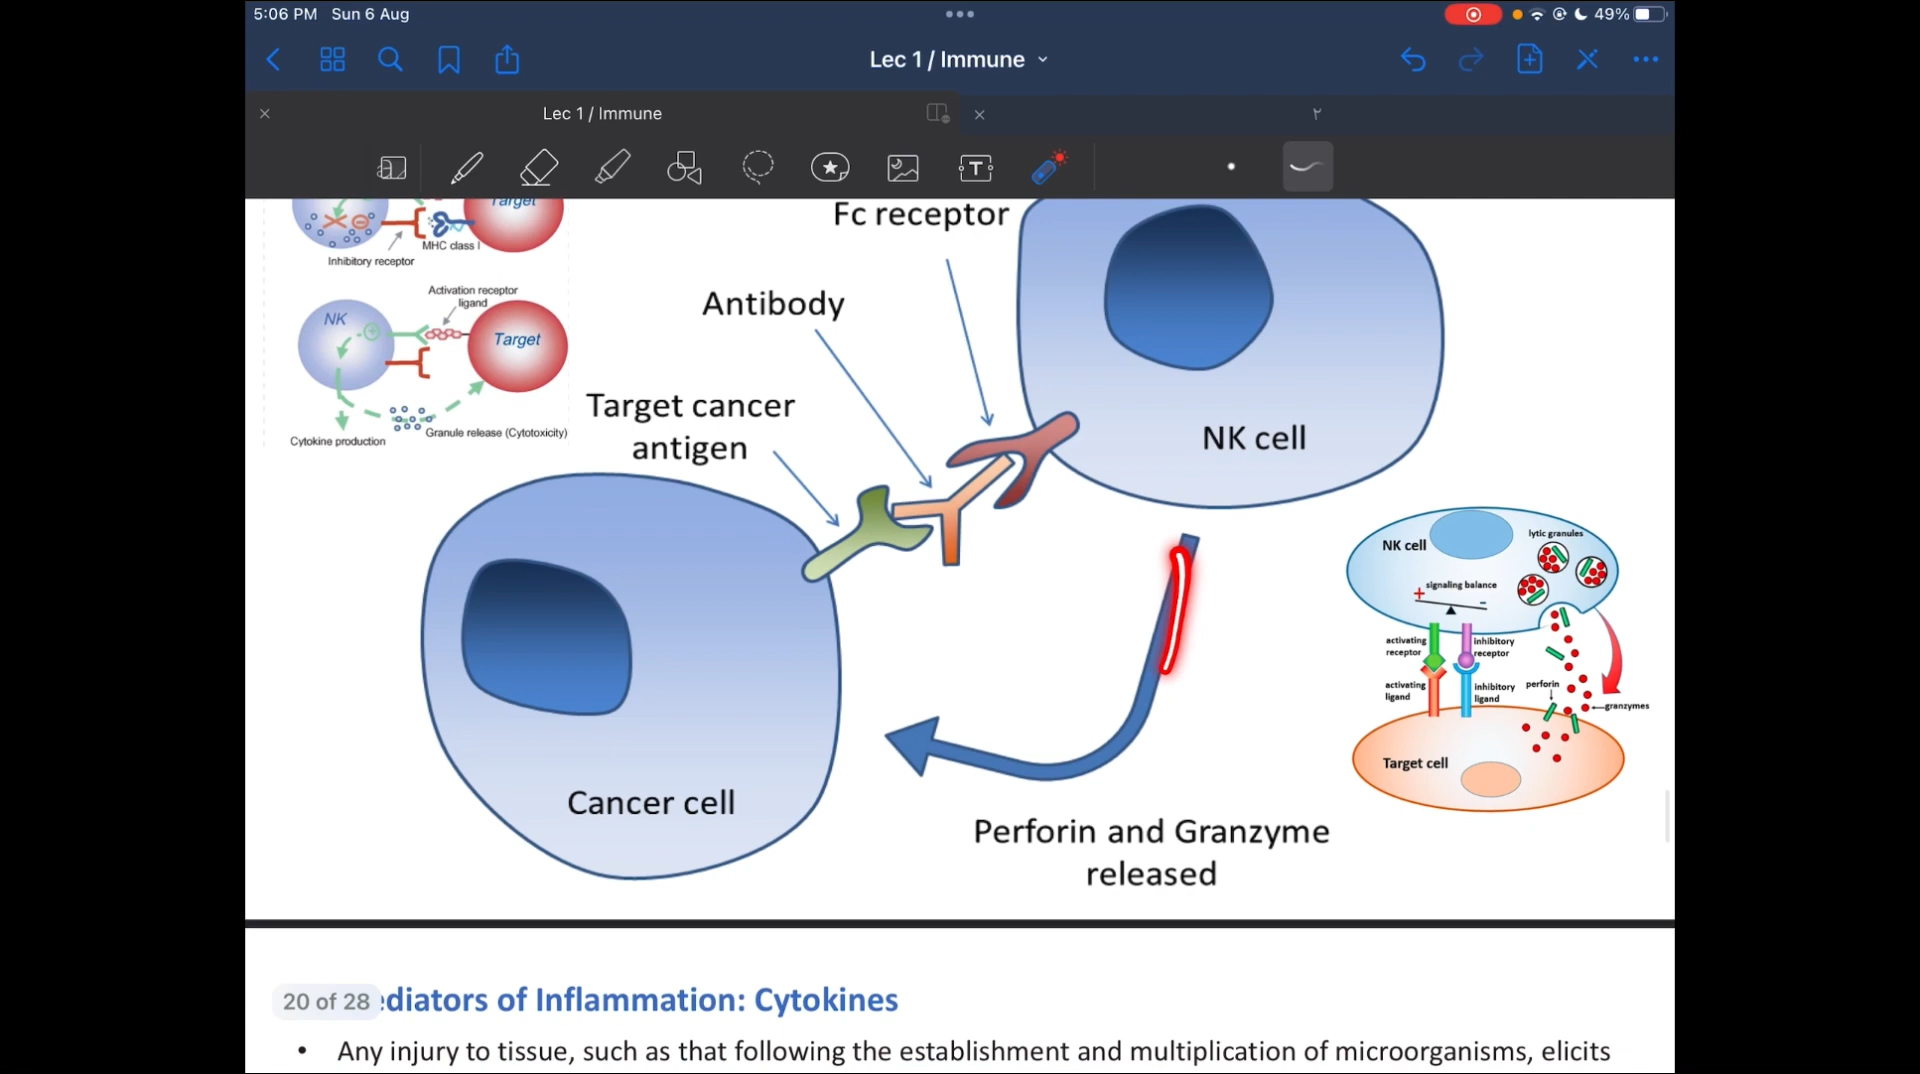 5:06 PM Sun 6 Aug
49%
Lec 1 / Immune
Lec 1 / Immune
٢
Target
MHC class I
Inhibitory receptor
Activation receptor
ligand
NK
Target
Cytokine production
Granule release (Cytotoxicity)
Fc receptor
Antibody
Target cancer
antigen
NK cell
Cancer cell
Perforin and Granzyme
released
NK cell
lytic granules
signaling balance
+
-
activating
receptor
inhibitory
receptor
activating
ligand
inhibitory
ligand
perforin
granzymes
Target cell
20 of 28
ediators of Inflammation: Cytokines
• Any injury to tissue, such as that following the establishment and multiplication of microorganisms, elicits